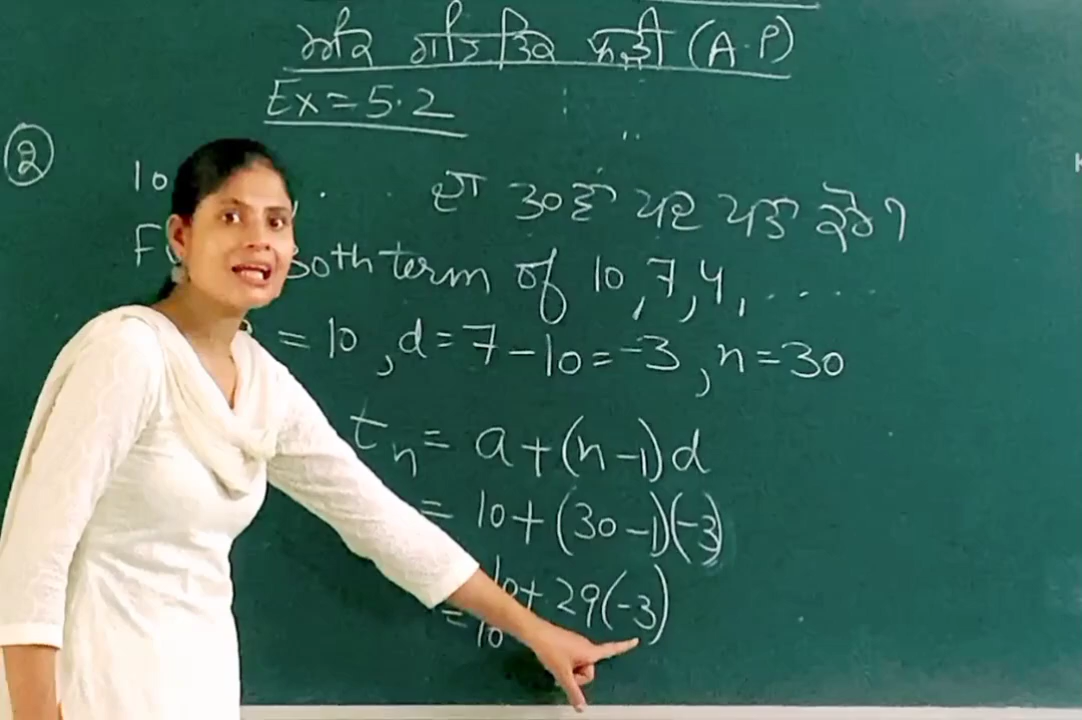 ਅੰਕ ਗਣਿਤਿਕ ਲੜੀ (A.P)
Ex = 5.2
②
10 . . ਦਾ 30ਵਾਂ ਪਦ ਪਤਾ ਕਰੋ?
30th term of 10, 7, 4, ......
= 10, d = 7 - 10 = -3, n = 30
tn = a + (n - 1) d
= 10 + (30 - 1)(-3)
= 10 + 29(-3)
10